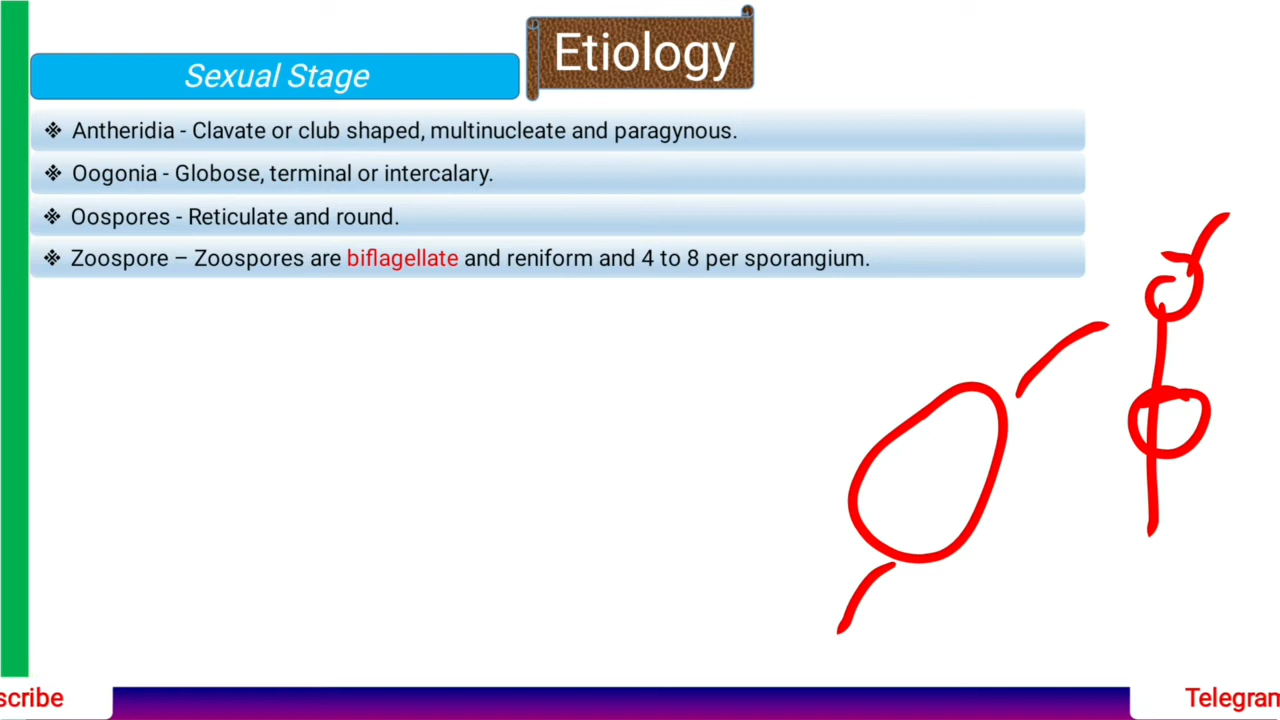 Etiology
Sexual Stage
❖ Antheridia - Clavate or club shaped, multinucleate and paragynous.
❖ Oogonia - Globose, terminal or intercalary.
❖ Oospores - Reticulate and round.
❖ Zoospore – Zoospores are biflagellate and reniform and 4 to 8 per sporangium.
scribe
Telegram